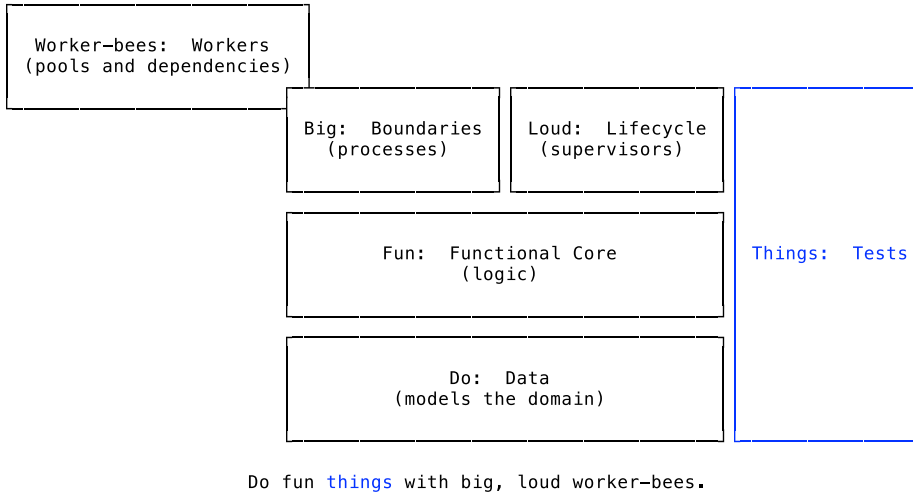 Worker-bees:  Workers
(pools and dependencies)
Big:  Boundaries
(processes)
Loud:  Lifecycle
(supervisors)
Things:  Tests
Fun:  Functional Core
(logic)
Do:  Data
(models the domain)
Do fun things with big, loud worker-bees.